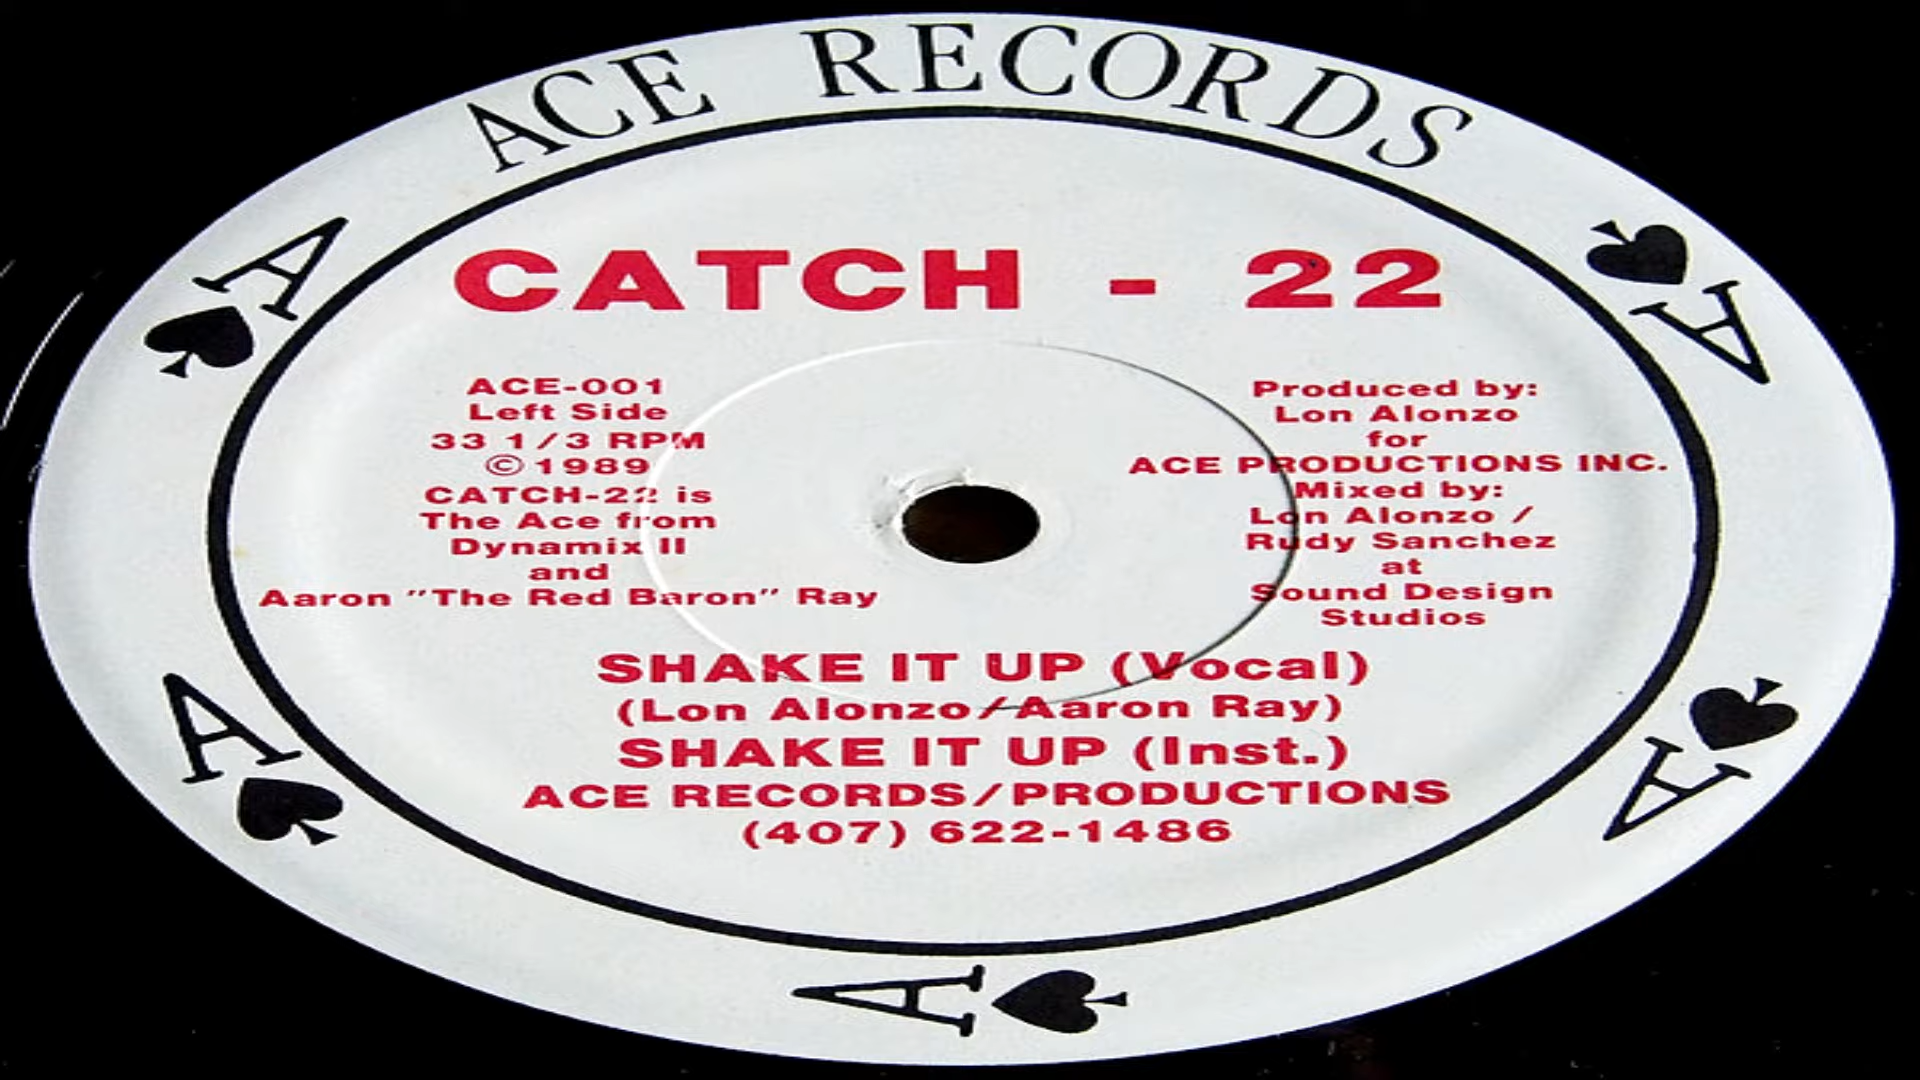 ACE RECORDS
CATCH - 22
ACE-001
Left Side
33 1/3 RPM
©1989
CATCH-22 is
The Ace from
Dynamix II
and
Aaron "The Red Baron" Ray
Produced by:
Lon Alonzo
for
ACE PRODUCTIONS INC.
Mixed by:
Lon Alonzo /
Rudy Sanchez
at
Sound Design
Studios
SHAKE IT UP (Vocal)
(Lon Alonzo/Aaron Ray)
SHAKE IT UP (Inst.)
ACE RECORDS/PRODUCTIONS
(407) 622-1486
A
A
A
A
A